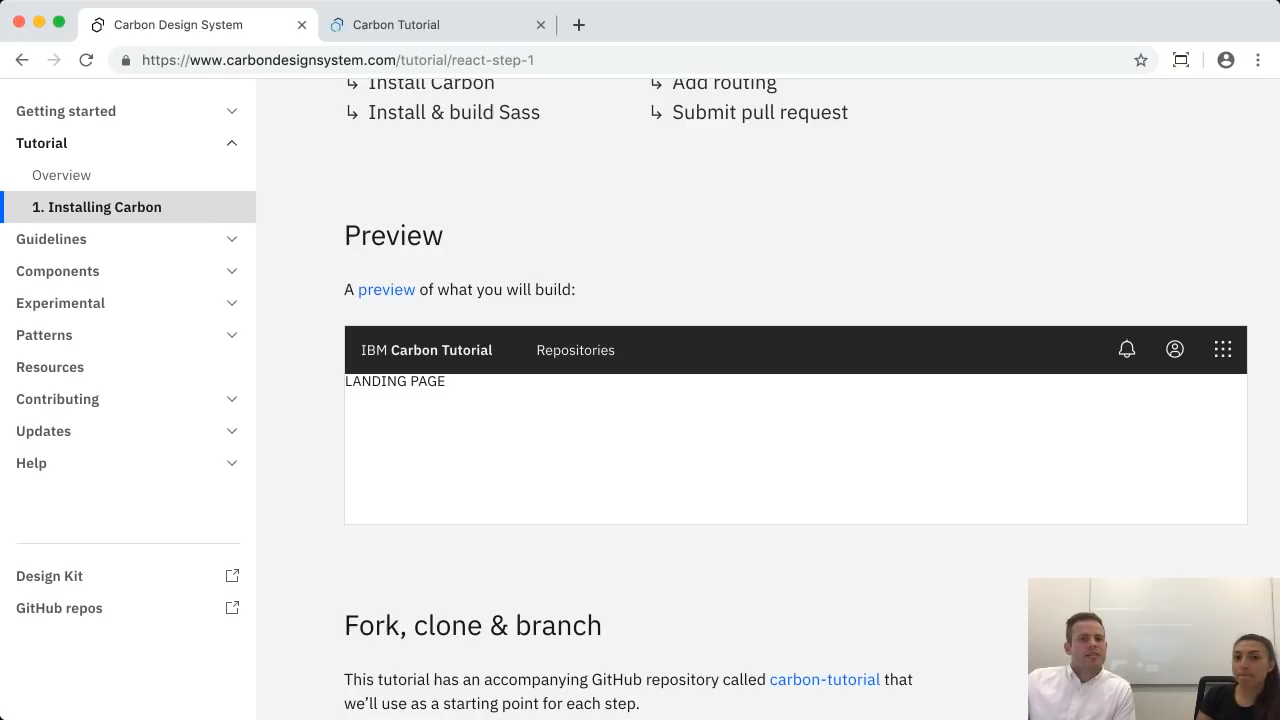 Carbon Design System
Carbon Tutorial
https://www.carbondesignsystem.com/tutorial/react-step-1
Getting started
Tutorial
Overview
1. Installing Carbon
Guidelines
Components
Experimental
Patterns
Resources
Contributing
Updates
Help
Design Kit
GitHub repos
↳ Install Carbon
↳ Install & build Sass
↳ Add routing
↳ Submit pull request
Preview
A preview of what you will build:
IBM Carbon Tutorial Repositories
LANDING PAGE
Fork, clone & branch
This tutorial has an accompanying GitHub repository called carbon-tutorial that
we’ll use as a starting point for each step.